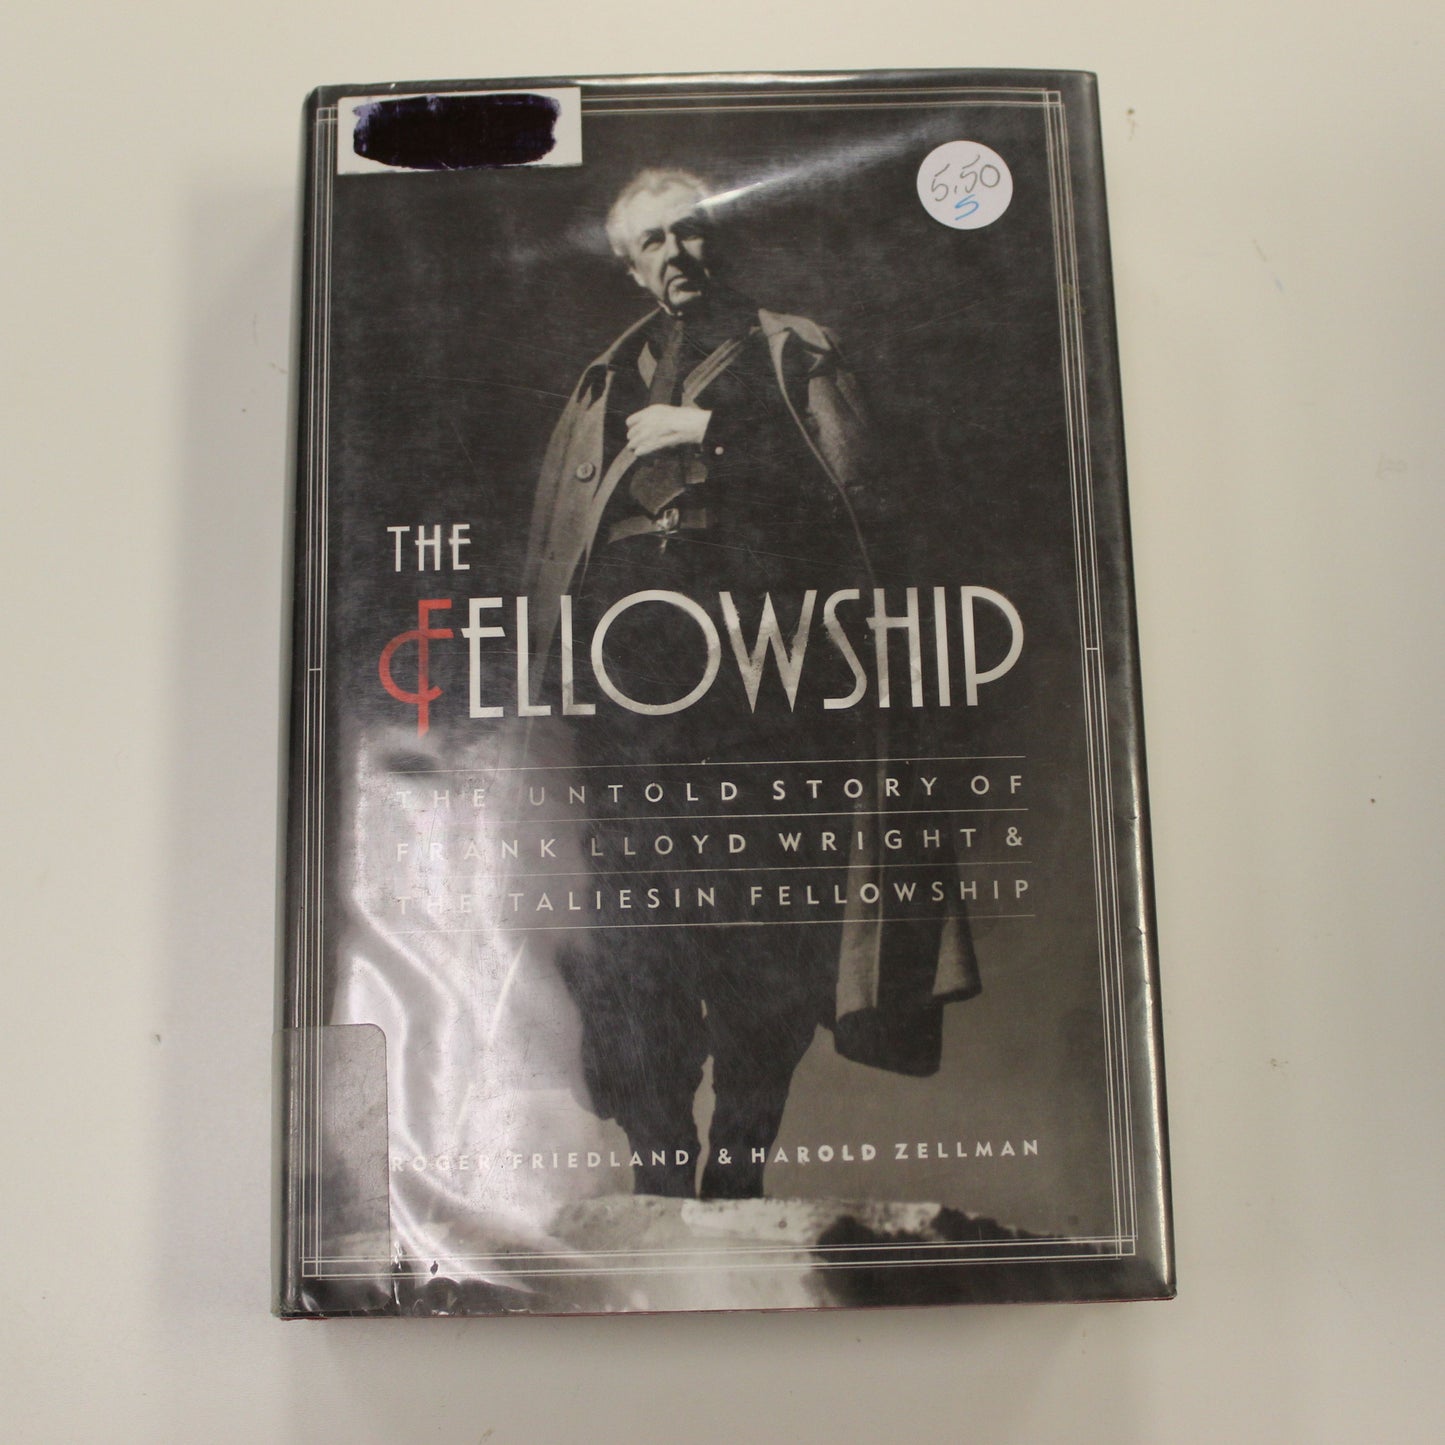 5.50
5
THE
FELLOWSHIP
THE UNTOLD STORY OF
FRANK LLOYD WRIGHT &
THE TALIESIN FELLOWSHIP
ROGER FRIEDLAND & HAROLD ZELLMAN